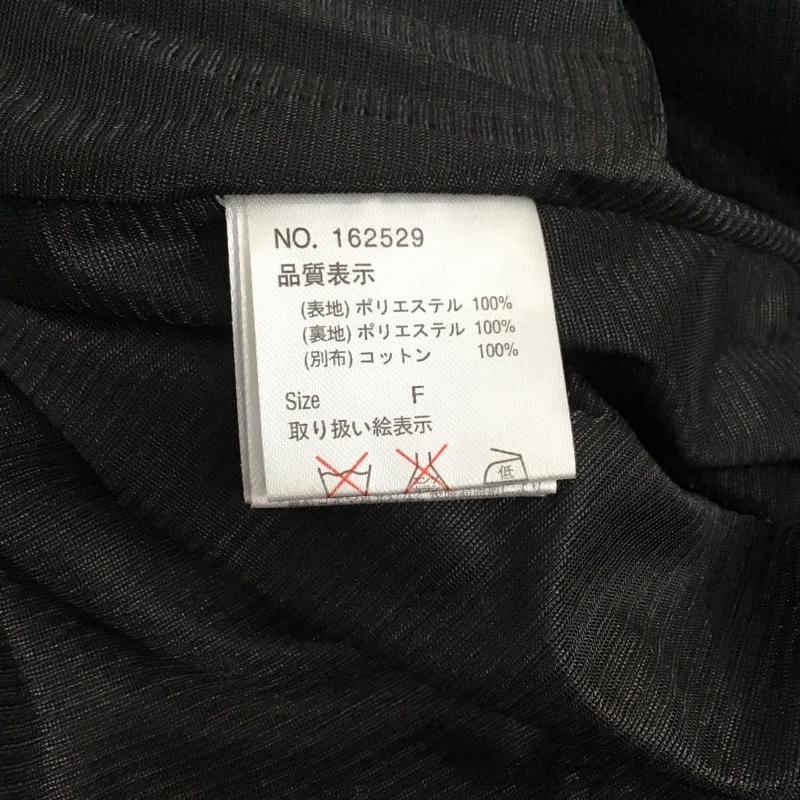 NO. 162529
品質表示
(表地) ポリエステル 100%
(裏地) ポリエステル 100%
(別布) コットン 100%
Size F
取り扱い絵表示
低